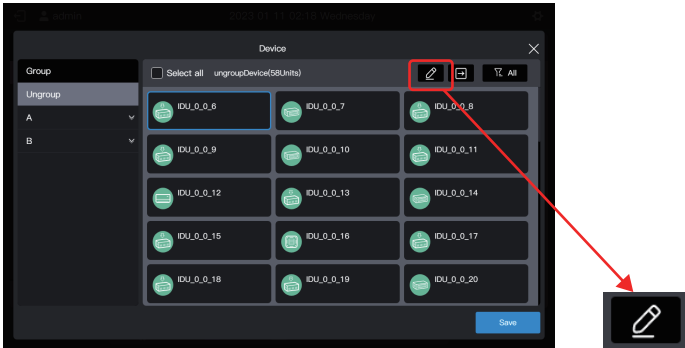 admin 2023 01 11 02:16 Wednesday
Device
Group
Select all ungroupDevice(58Units) All
Ungroup
A
B
IDU_0_0_6 IDU_0_0_7 IDU_0_0_8
IDU_0_0_9 IDU_0_0_10 IDU_0_0_11
IDU_0_0_12 IDU_0_0_13 IDU_0_0_14
IDU_0_0_15 IDU_0_0_16 IDU_0_0_17
IDU_0_0_18 IDU_0_0_19 IDU_0_0_20
Save